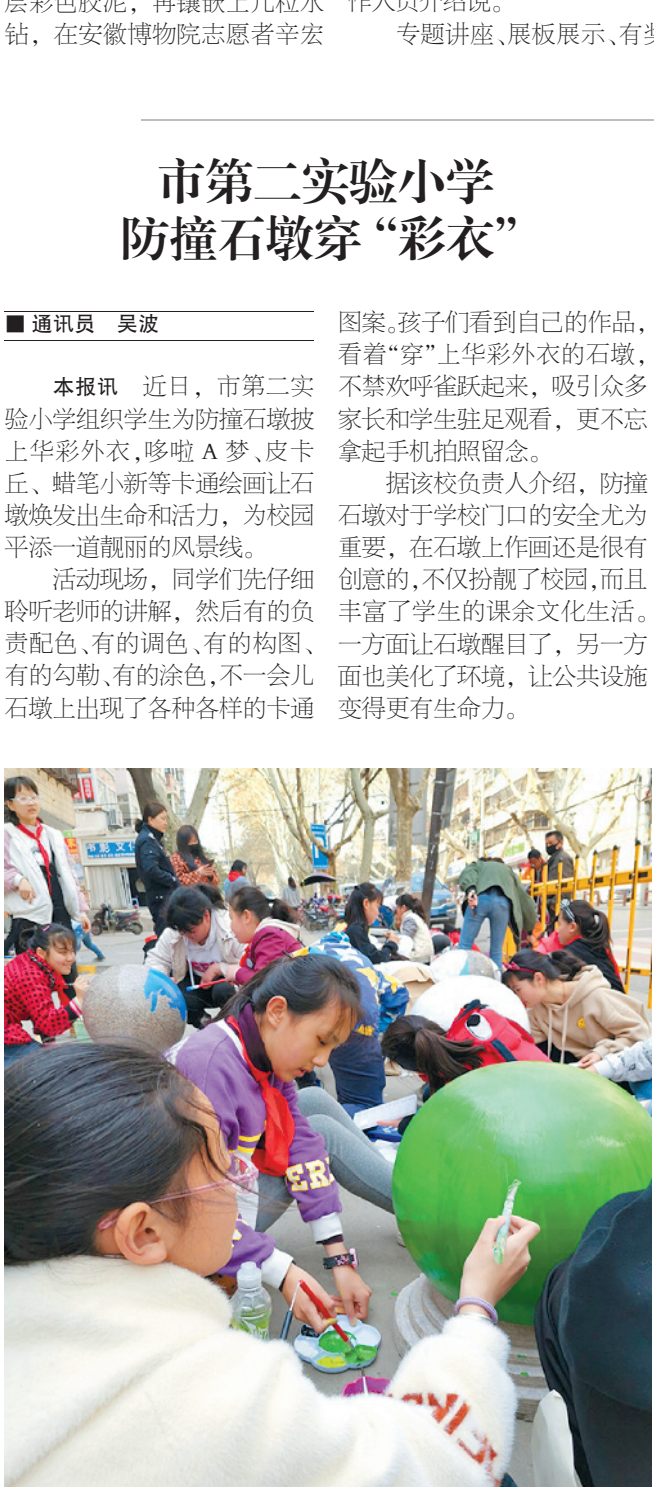 层彩色胶泥，再镶嵌上几粒水
钻，在安徽博物院志愿者辛宏
作人员介绍说。
专题讲座、展板展示、有奖
市第二实验小学
防撞石墩穿“彩衣”
■ 通讯员 吴波
本报讯 近日，市第二实
验小学组织学生为防撞石墩披
上华彩外衣，哆啦 A 梦、皮卡
丘、蜡笔小新等卡通绘画让石
墩焕发出生命和活力，为校园
平添一道靓丽的风景线。
活动现场，同学们先仔细
聆听老师的讲解，然后有的负
责配色、有的调色、有的构图、
有的勾勒、有的涂色，不一会儿
石墩上出现了各种各样的卡通
图案。孩子们看到自己的作品，
看着“穿”上华彩外衣的石墩，
不禁欢呼雀跃起来，吸引众多
家长和学生驻足观看，更不忘
拿起手机拍照留念。
据该校负责人介绍，防撞
石墩对于学校门口的安全尤为
重要，在石墩上作画还是很有
创意的，不仅扮靓了校园，而且
丰富了学生的课余文化生活。
一方面让石墩醒目了，另一方
面也美化了环境，让公共设施
变得更有生命力。